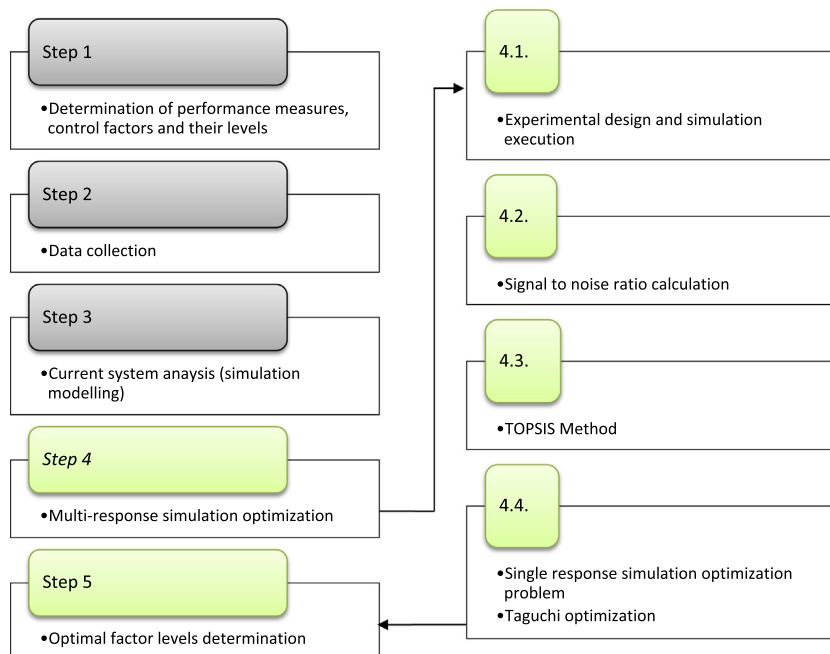 Step 1
•Determination of performance measures,
control factors and their levels
Step 2
•Data collection
Step 3
•Current system anaysis (simulation
modelling)
Step 4
•Multi-response simulation optimization
Step 5
•Optimal factor levels determination
4.1.
•Experimental design and simulation
execution
4.2.
•Signal to noise ratio calculation
4.3.
•TOPSIS Method
4.4.
•Single response simulation optimization
problem
•Taguchi optimization